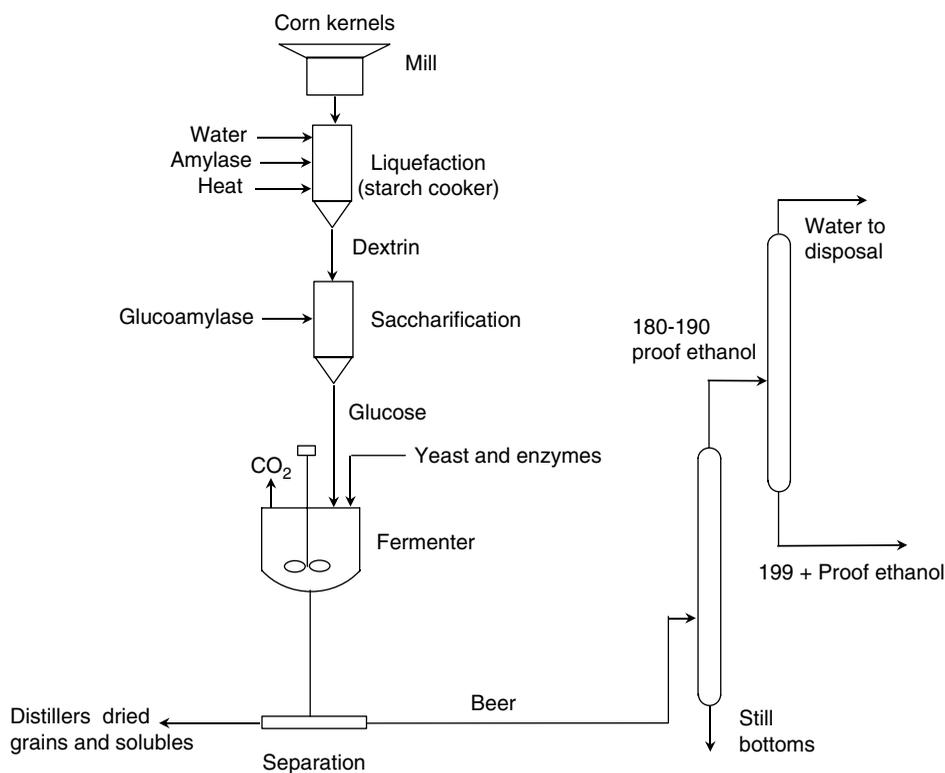 Corn kernels
Mill
Water
Amylase
Heat
Liquefaction
(starch cooker)
Dextrin
Glucoamylase
Saccharification
Glucose
CO2
Yeast and enzymes
Fermenter
Distillers dried
grains and solubles
Separation
Beer
Still
bottoms
180-190
proof ethanol
Water to
disposal
199 + Proof ethanol